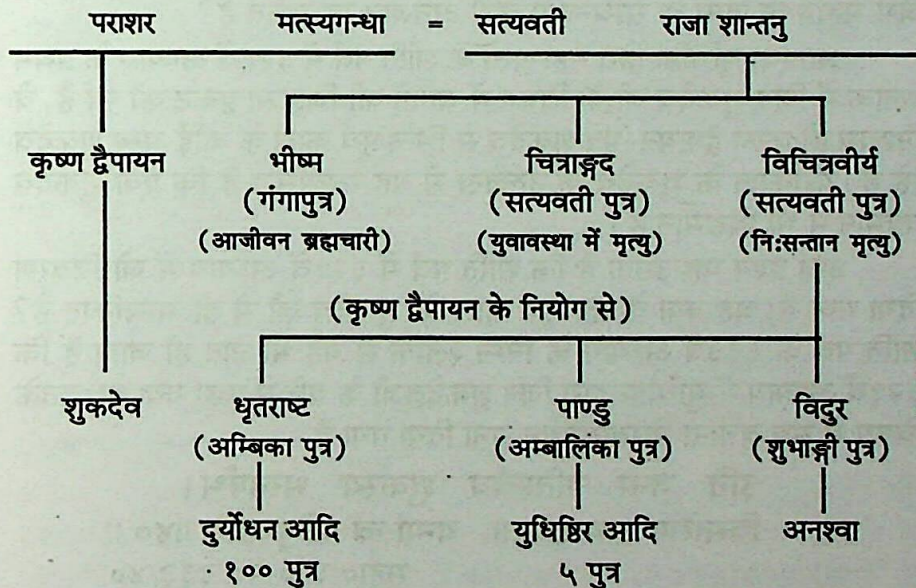 पराशर मत्स्यगन्धा = सत्यवती राजा शान्तनु
कृष्ण द्वैपायन भीष्म चित्राङ्गद विचित्रवीर्य
(गंगापुत्र) (सत्यवती पुत्र) (सत्यवती पुत्र)
(आजीवन ब्रह्मचारी) (युवावस्था में मृत्यु) (निःसन्तान मृत्यु)
(कृष्ण द्वैपायन के नियोग से)
शुकदेव धृतराष्ट पाण्डु विदुर
(अम्बिका पुत्र) (अम्बालिंका पुत्र) (शुभाङ्गी पुत्र)
दुर्योधन आदि युधिष्ठिर आदि अनश्वा
१०० पुत्र ५ पुत्र